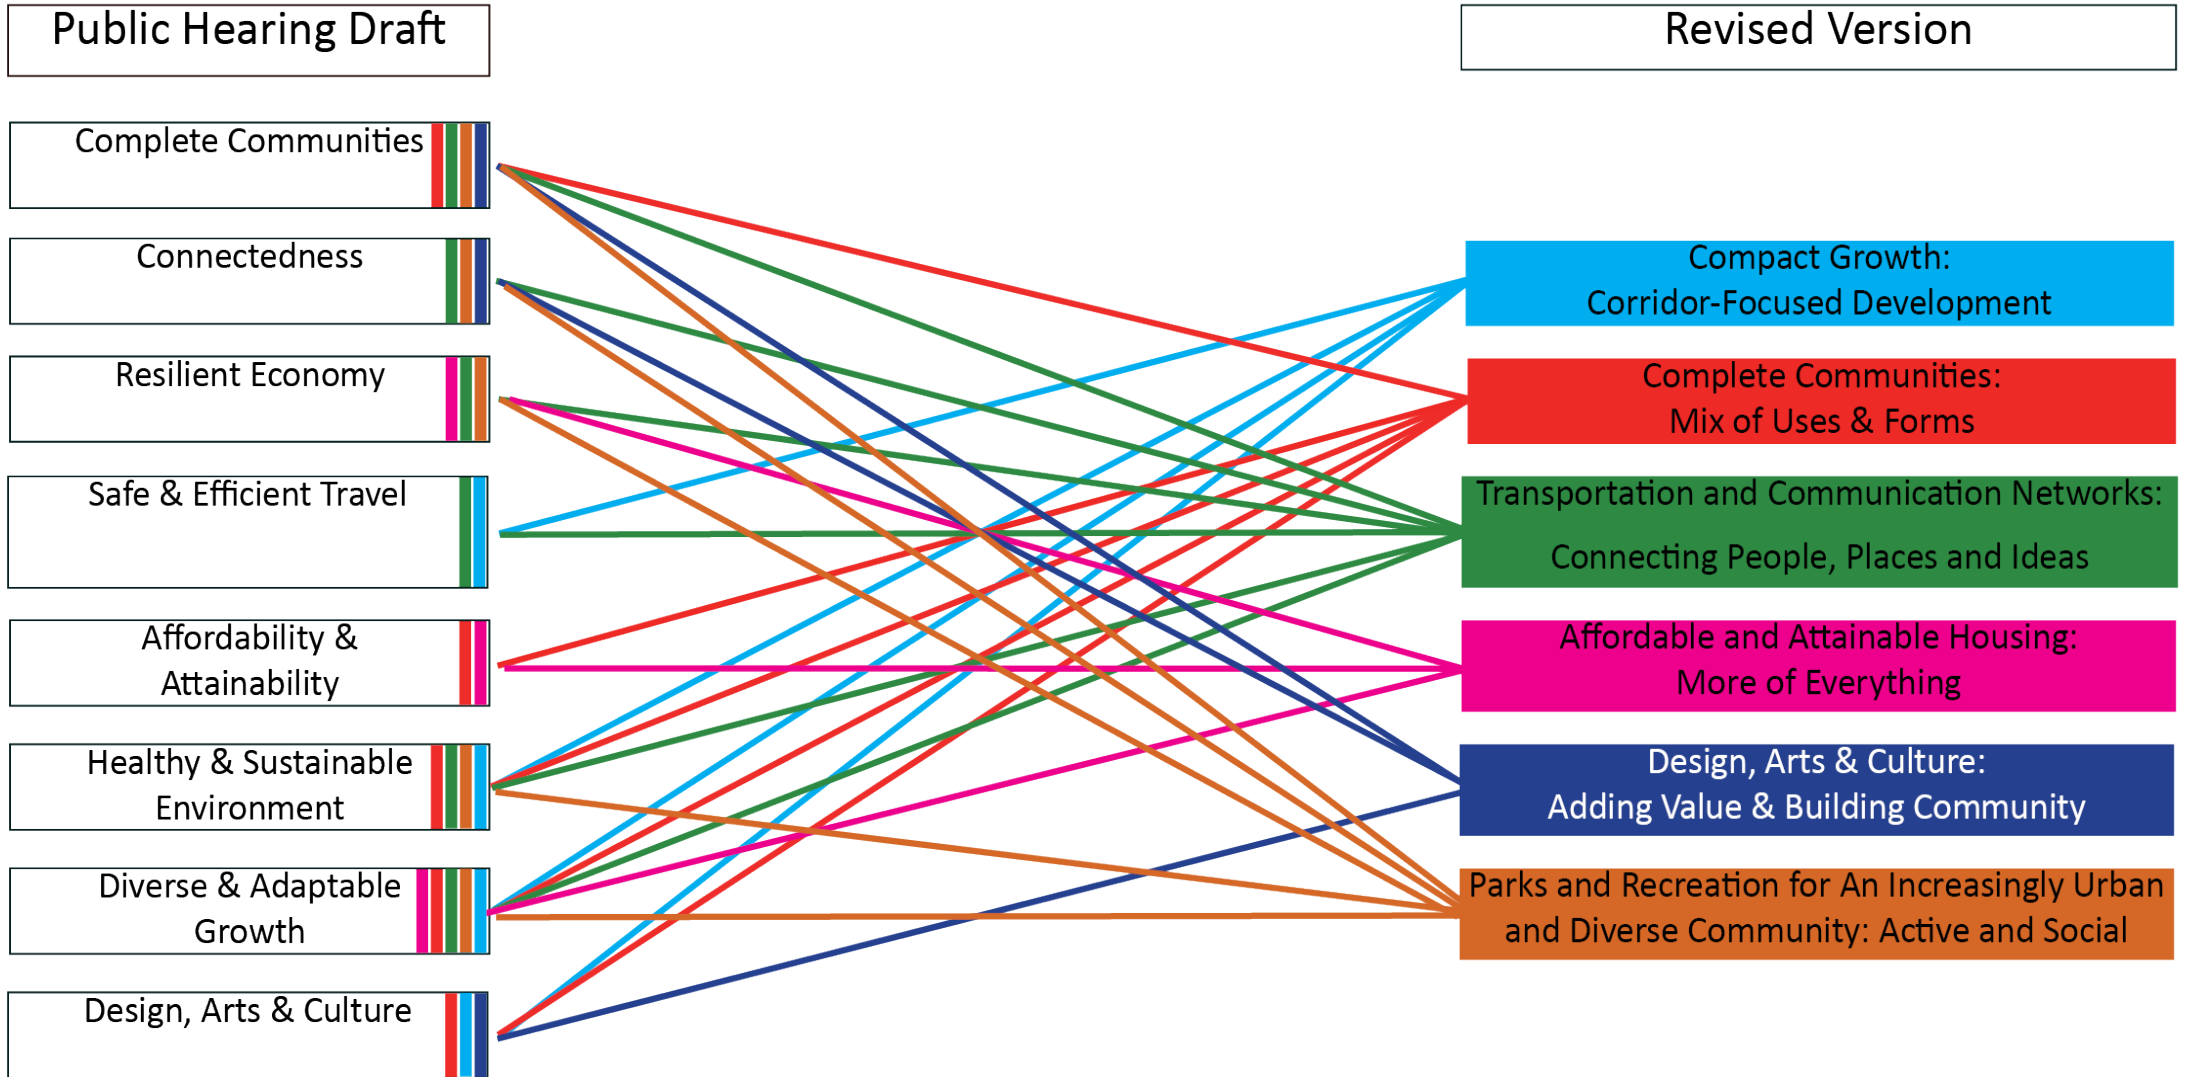 Public Hearing Draft
Complete Communities
Connectedness
Resilient Economy
Safe & Efficient Travel
Affordability &
Attainability
Healthy & Sustainable
Environment
Diverse & Adaptable
Growth
Design, Arts & Culture
Revised Version
Compact Growth:
Corridor-Focused Development
Complete Communities:
Mix of Uses & Forms
Transportation and Communication Networks:
Connecting People, Places and Ideas
Affordable and Attainable Housing:
More of Everything
Design, Arts & Culture:
Adding Value & Building Community
Parks and Recreation for An Increasingly Urban
and Diverse Community: Active and Social